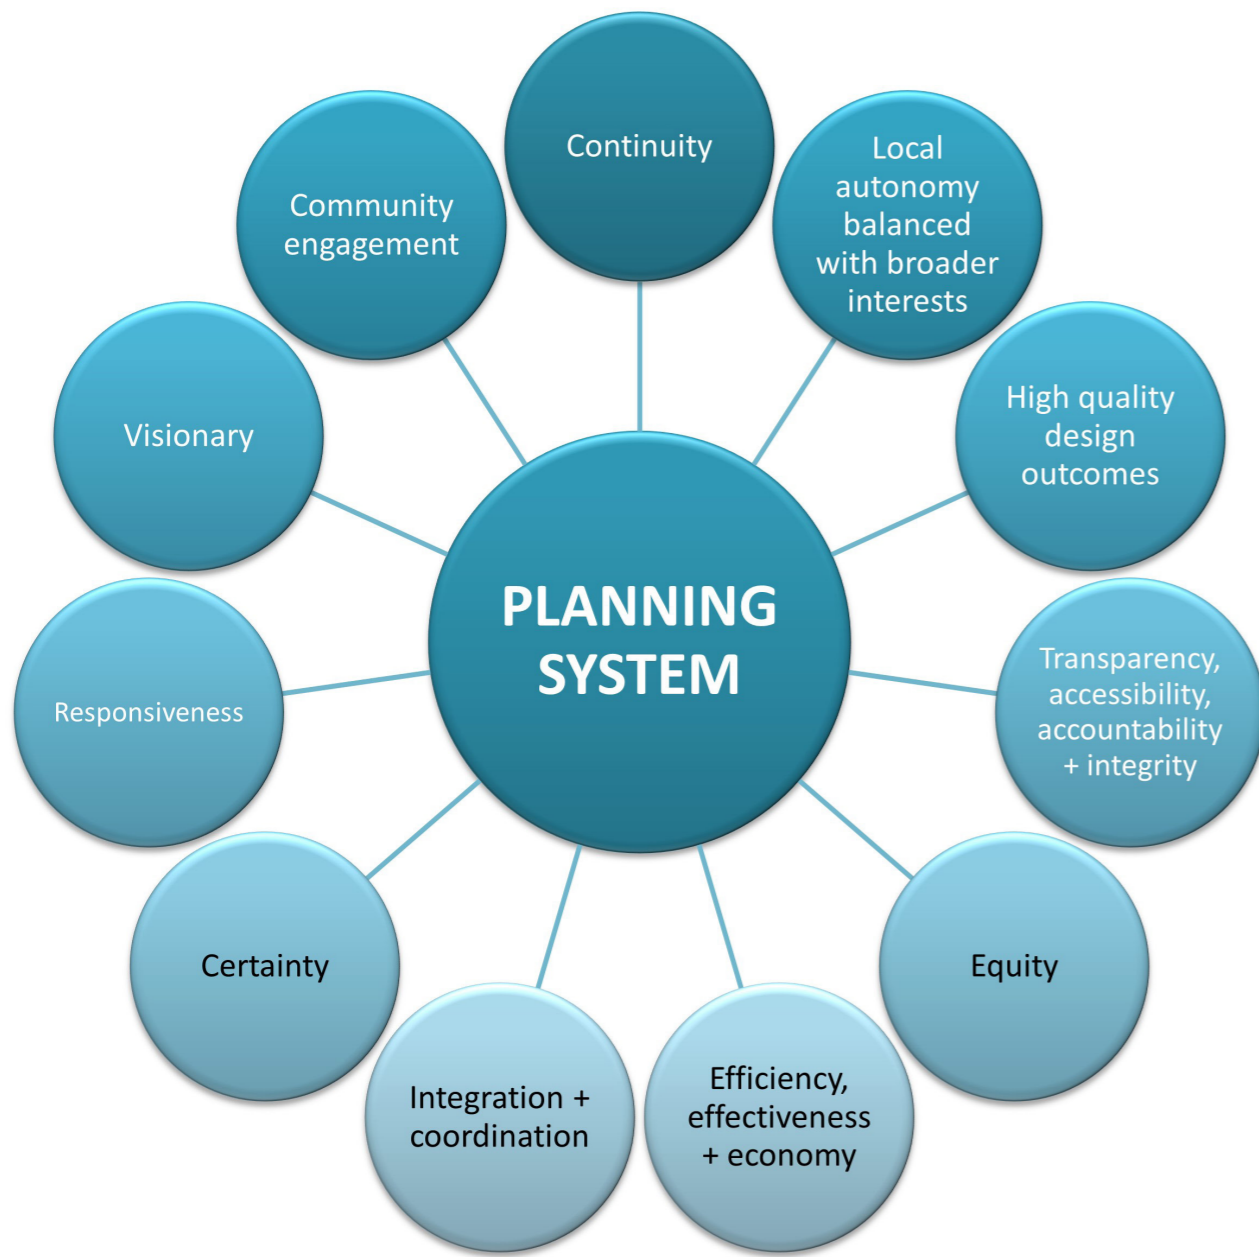 Continuity
Local
autonomy
balanced
with broader
interests
High quality
design
outcomes
Transparency,
accessibility,
accountability
+ integrity
Equity
Efficiency,
effectiveness
+ economy
Integration +
coordination
Certainty
Responsiveness
Visionary
Community
engagement
PLANNING
SYSTEM